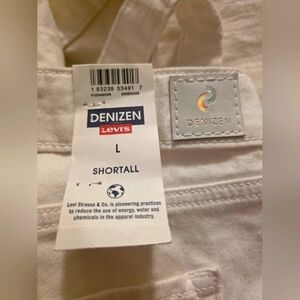 1 93239 53491 7
DENIZEN
LEVI'S
L
SHORTALL
Levi Strauss & Co. is pioneering practices
to reduce the use of energy, water and
chemicals in the apparel industry.
DENIZEN